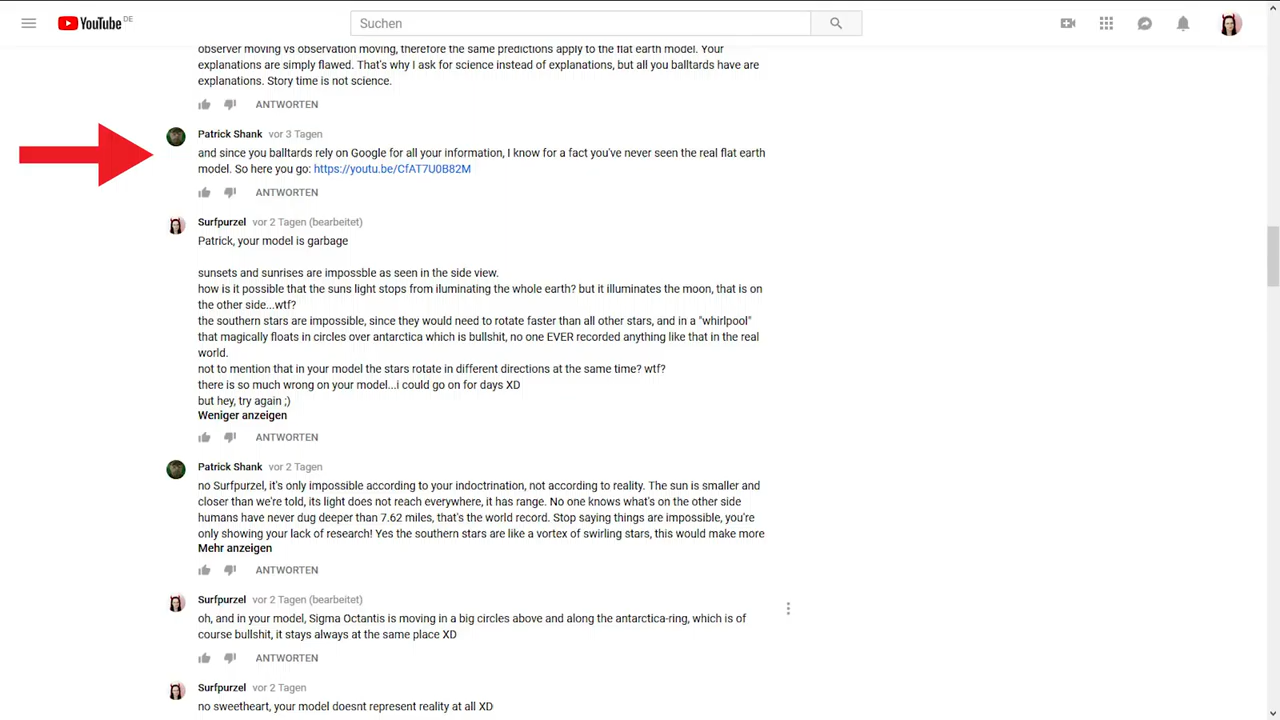 YouTube DE
Suchen
observer moving vs observation moving, therefore the same predictions apply to the flat earth model. Your
explanations are simply flawed. That's why I ask for science instead of explanations, but all you balltards have are
explanations. Story time is not science.
ANTWORTEN
Patrick Shank vor 3 Tagen
and since you balltards rely on Google for all your information, I know for a fact you've never seen the real flat earth
model. So here you go: https://youtu.be/CfAT7U0B82M
ANTWORTEN
Surfpurzel vor 2 Tagen (bearbeitet)
Patrick, your model is garbage
sunsets and sunrises are impossble as seen in the side view.
how is it possible that the suns light stops from iluminating the whole earth? but it illuminates the moon, that is on
the other side...wtf?
the southern stars are impossible, since they would need to rotate faster than all other stars, and in a "whirlpool"
that magically floats in circles over antarctica which is bullshit, no one EVER recorded anything like that in the real
world.
not to mention that in your model the stars rotate in different directions at the same time? wtf?
there is so much wrong on your model...i could go on for days XD
but hey, try again ;)
Weniger anzeigen
ANTWORTEN
Patrick Shank vor 2 Tagen
no Surfpurzel, it's only impossible according to your indoctrination, not according to reality. The sun is smaller and
closer than we're told, its light does not reach everywhere, it has range. No one knows what's on the other side
humans have never dug deeper than 7.62 miles, that's the world record. Stop saying things are impossible, you're
only showing your lack of research! Yes the southern stars are like a vortex of swirling stars, this would make more
Mehr anzeigen
ANTWORTEN
Surfpurzel vor 2 Tagen (bearbeitet)
oh, and in your model, Sigma Octantis is moving in a big circles above and along the antarctica-ring, which is of
course bullshit, it stays always at the same place XD
ANTWORTEN
Surfpurzel vor 2 Tagen
no sweetheart, your model doesnt represent reality at all XD